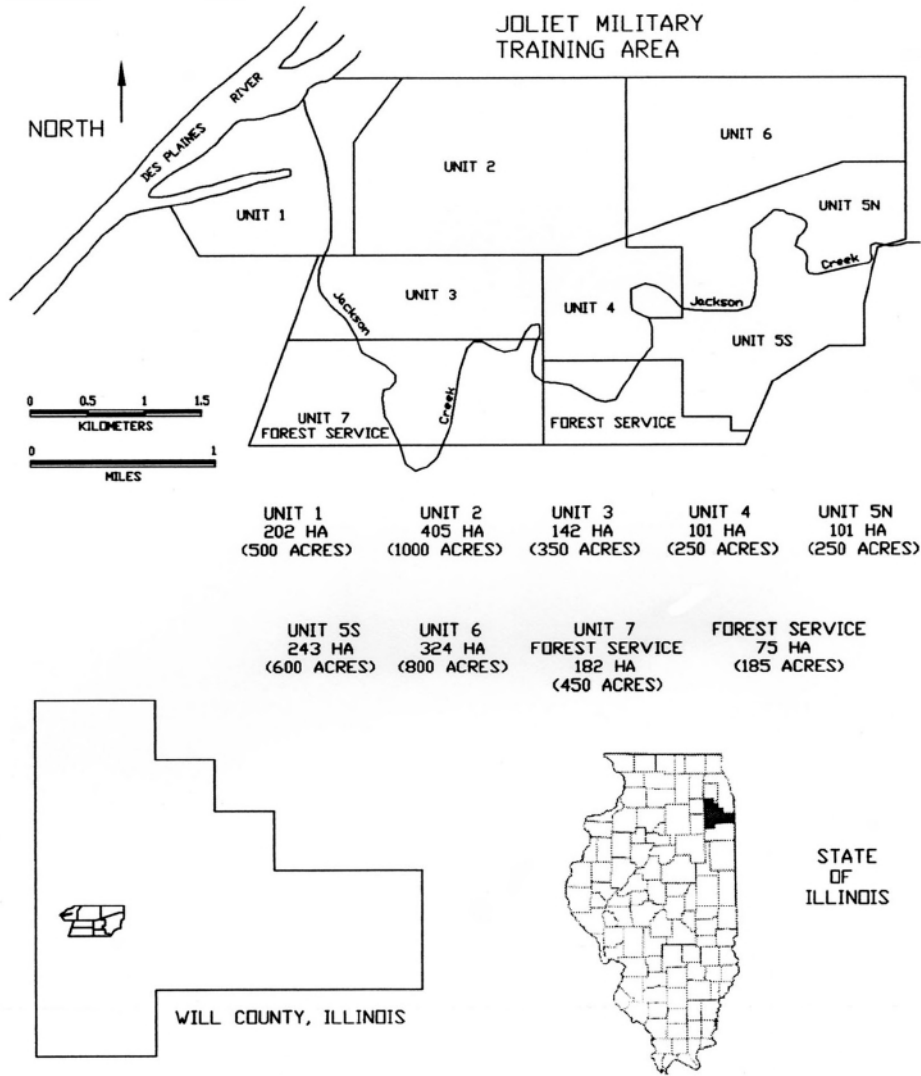 JOLIET MILITARY
TRAINING AREA
NORTH
DES PLAINES RIVER
UNIT 1
UNIT 2
UNIT 6
UNIT 5N
UNIT 3
UNIT 4
UNIT 5S
Jackson
Creek
Jackson
Creek
UNIT 7
FOREST SERVICE
FOREST SERVICE
0 0.5 1 1.5
KILOMETERS
0 1
MILES
UNIT 1
202 HA
(500 ACRES)
UNIT 2
405 HA
(1000 ACRES)
UNIT 3
142 HA
(350 ACRES)
UNIT 4
101 HA
(250 ACRES)
UNIT 5N
101 HA
(250 ACRES)
UNIT 5S
243 HA
(600 ACRES)
UNIT 6
324 HA
(800 ACRES)
UNIT 7
FOREST SERVICE
182 HA
(450 ACRES)
FOREST SERVICE
75 HA
(185 ACRES)
WILL COUNTY, ILLINOIS
STATE
OF
ILLINOIS